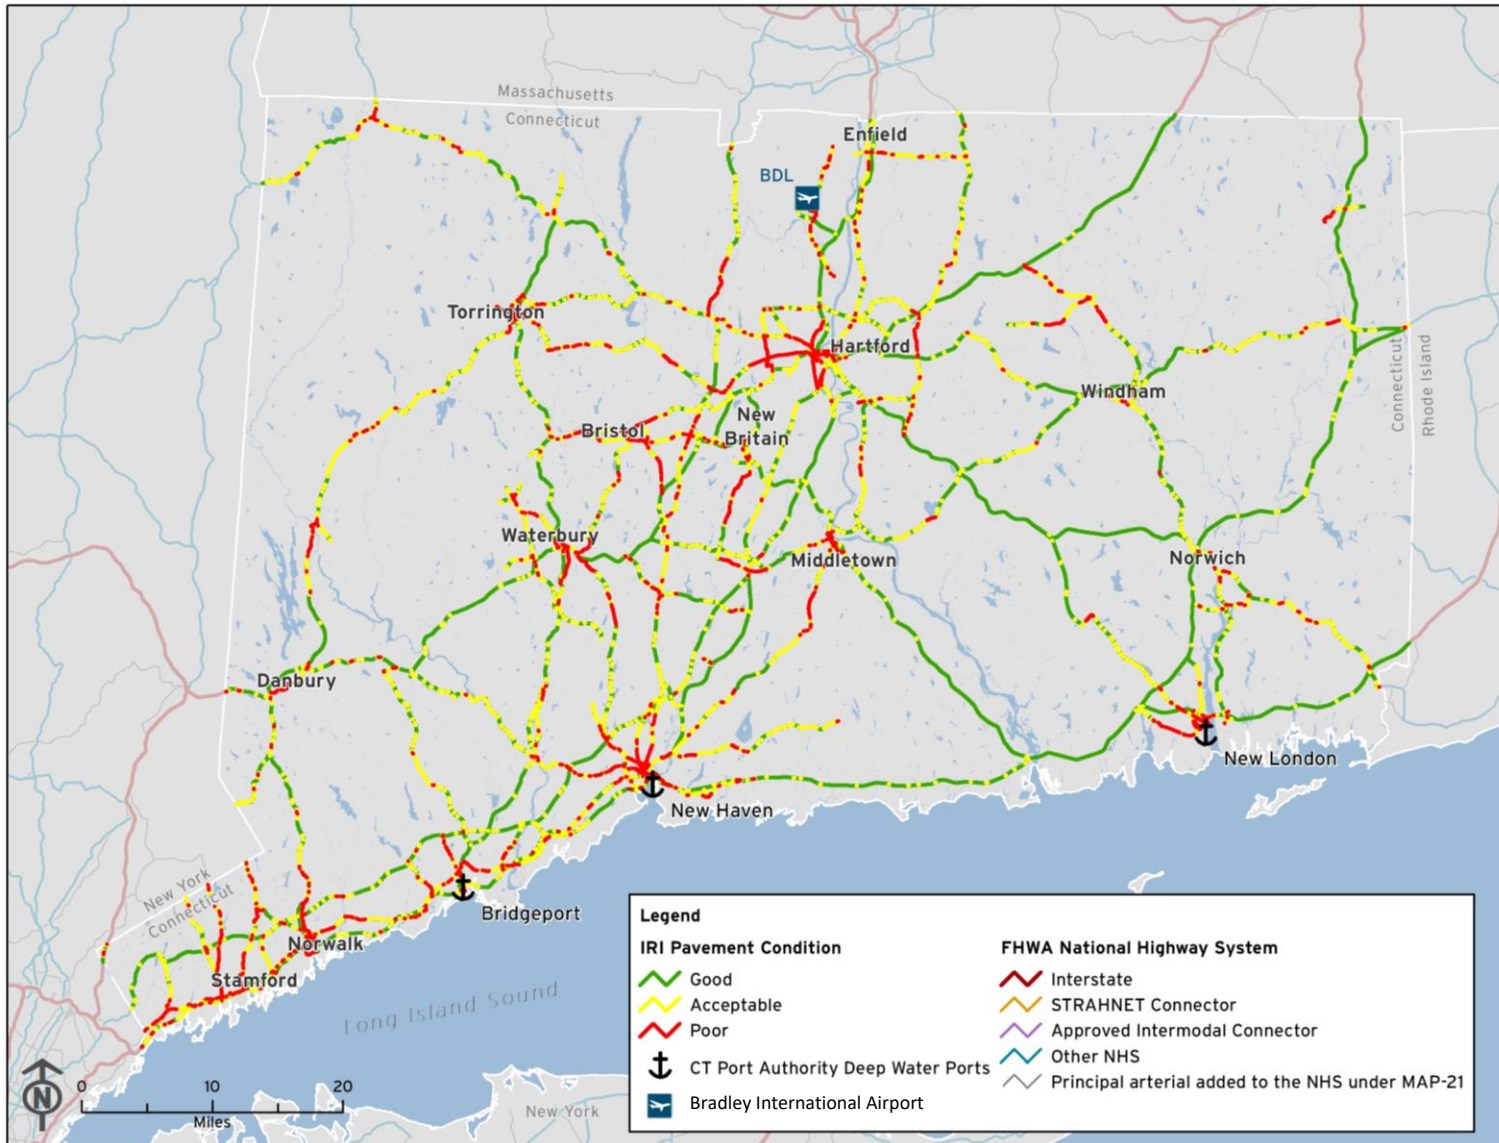 Massachusetts
Connecticut
Enfield
BDL
Torrington
Hartford
Connecticut
Rhode Island
Windham
New
Britain
Bristol
Waterbury
Middletown
Norwich
Danbury
New London
New Haven
New York
Connecticut
Bridgeport
Norwalk
Stamford
Long Island Sound
N
0 10 20
Miles
New York
Legend
IRI Pavement Condition
Good
Acceptable
Poor
CT Port Authority Deep Water Ports
Bradley International Airport
FHWA National Highway System
Interstate
STRAHNET Connector
Approved Intermodal Connector
Other NHS
Principal arterial added to the NHS under MAP-21